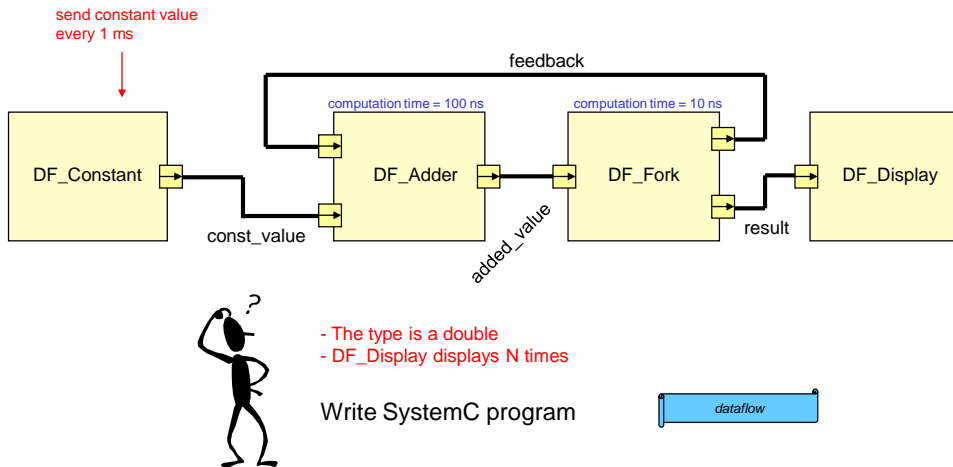 send constant value
every 1 ms
feedback
computation time = 100 ns
computation time = 10 ns
DF_Constant
DF_Adder
DF_Fork
DF_Display
const_value
added_value
result
?
- The type is a double
- DF_Display displays N times
Write SystemC program
dataflow